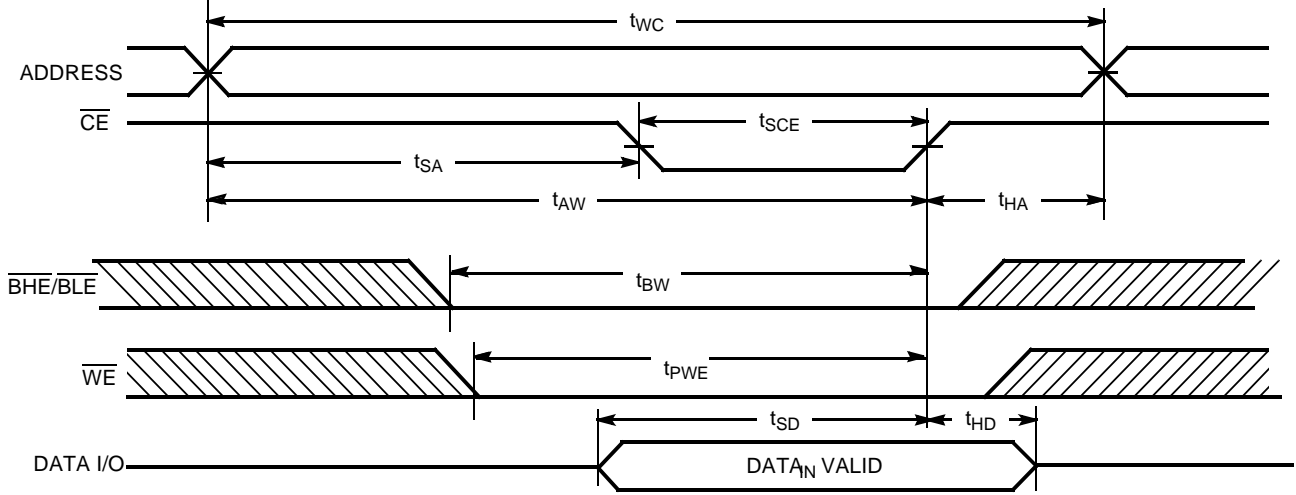 tWC
ADDRESS
CE
tSCE
tSA
tAW
tHA
BHE/BLE
tBW
WE
tPWE
tSD
tHD
DATA I/O
DATAIN VALID